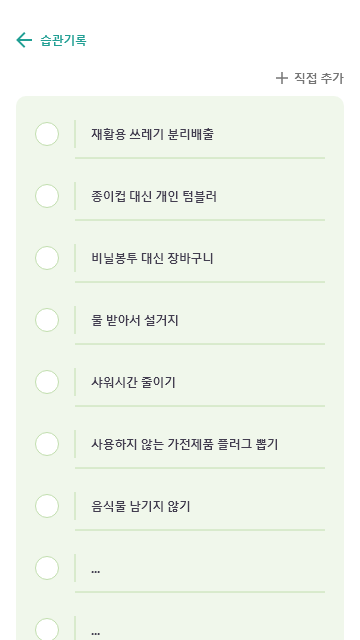 습관기록
직접 추가
재활용 쓰레기 분리배출
종이컵 대신 개인 텀블러
비닐봉투 대신 장바구니
물 받아서 설거지
샤워시간 줄이기
사용하지 않는 가전제품 플러그 뽑기
음식물 남기지 않기
...
...